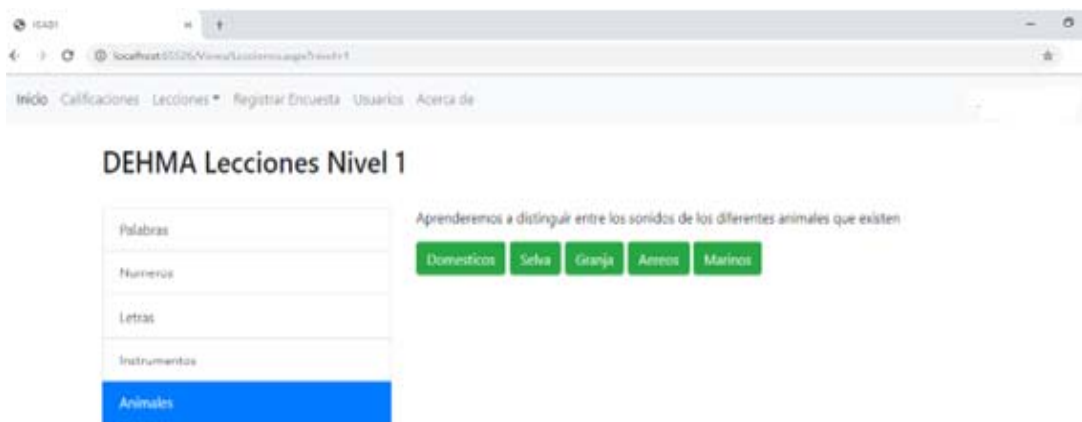 Inicio Calificaciones Lecciones Registrar Encuesta Usuarios Acerca de
DEHMA Lecciones Nivel 1
Palabras
Numeros
Letras
Instrumentos
Animales
Aprenderemos a distinguir entre los sonidos de los diferentes animales que existen
Domesticos Selva Granja Aereos Marinos